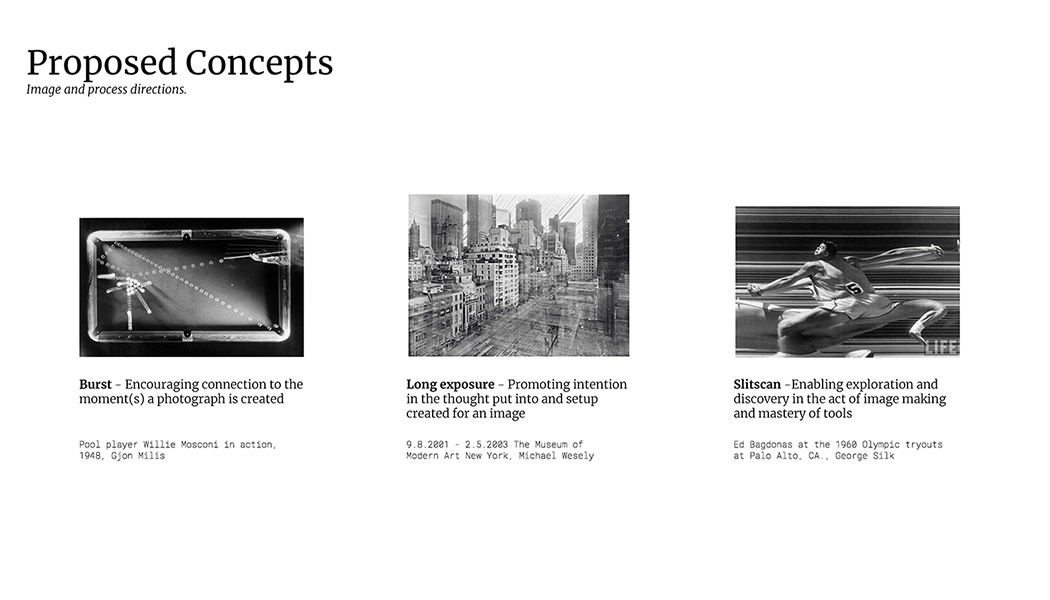 Proposed Concepts
Image and process directions.
LIFE
Burst - Encouraging connection to the
moment(s) a photograph is created
Pool player Willie Mosconi in action,
1948, Gjon Milis
Long exposure - Promoting intention
in the thought put into and setup
created for an image
9.8.2001 - 2.5.2003 The Museum of
Modern Art New York, Michael Wesely
Slitscan -Enabling exploration and
discovery in the act of image making
and mastery of tools
Ed Bagdonas at the 1960 Olympic tryouts
at Palo Alto, CA., George Silk